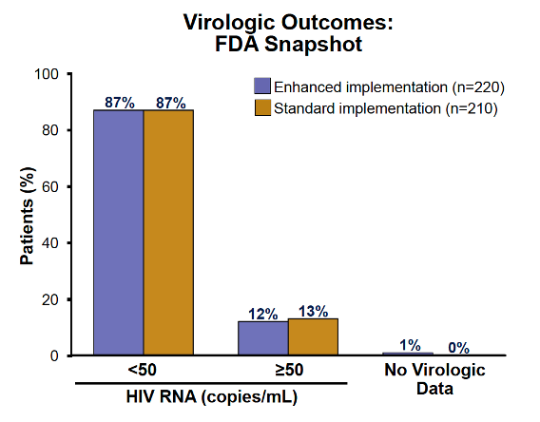 Virologic Outcomes:
FDA Snapshot
Enhanced implementation (n=220)
Standard implementation (n=210)
Patients (%)
100
80
60
40
20
0
87% 87%
12% 13%
1% 0%
<50
≥50
No Virologic
Data
HIV RNA (copies/mL)